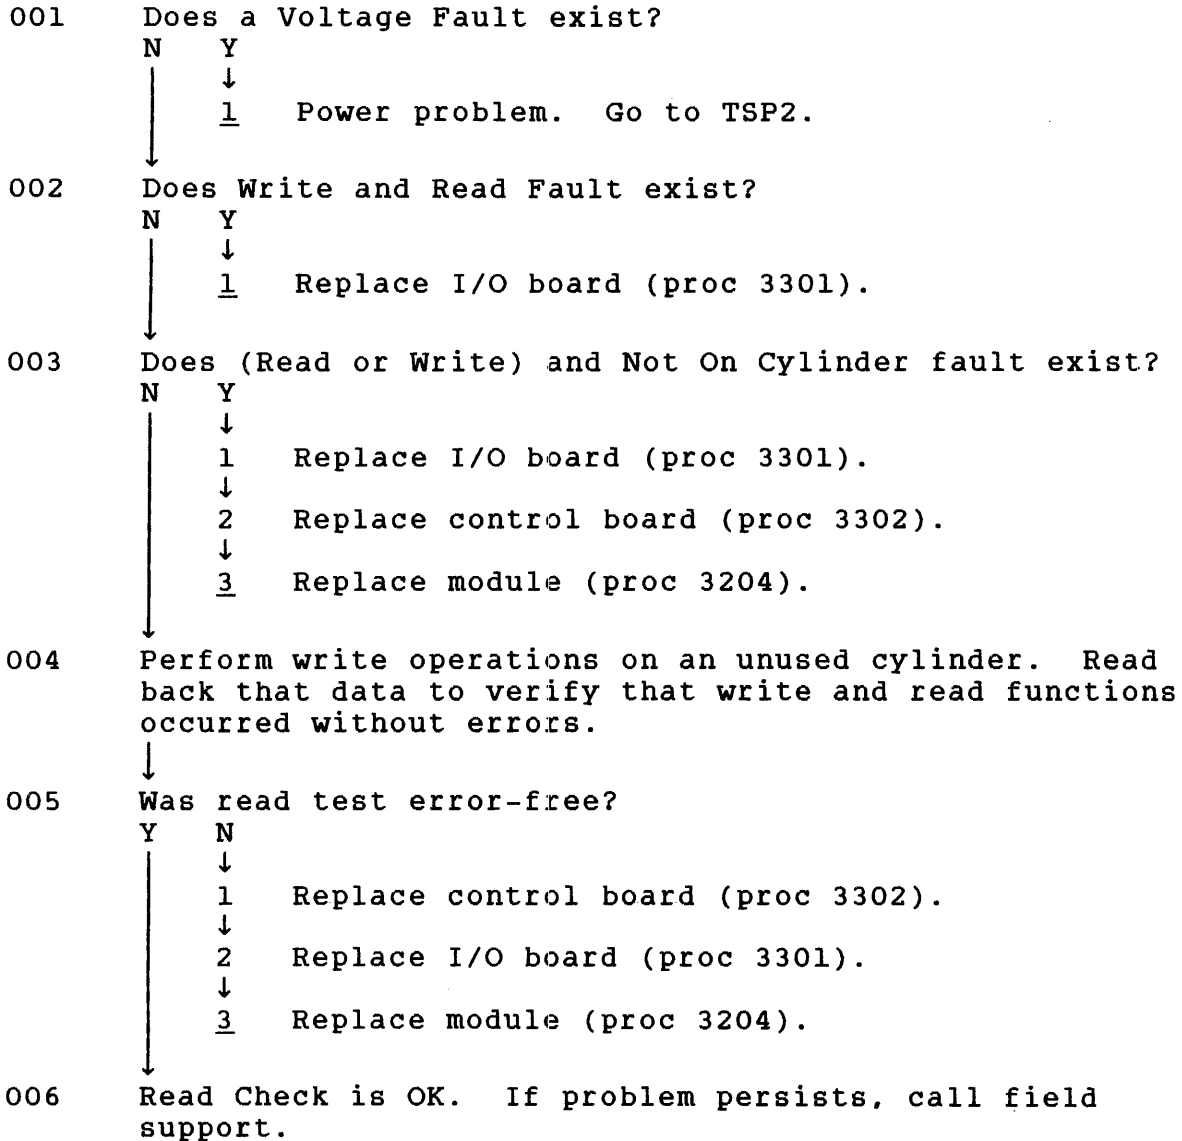 001 Does a Voltage Fault exist?
N Y
↓
1 Power problem. Go to TSP2.
002 Does Write and Read Fault exist?
N Y
↓
1 Replace I/O board (proc 3301).
003 Does (Read or Write) and Not On Cylinder fault exist?
N Y
↓
1 Replace I/O board (proc 3301).
↓
2 Replace control board (proc 3302).
↓
3 Replace module (proc 3204).
004 Perform write operations on an unused cylinder. Read
back that data to verify that write and read functions
occurred without errors.
↓
005 Was read test error-free?
Y N
↓
1 Replace control board (proc 3302).
↓
2 Replace I/O board (proc 3301).
↓
3 Replace module (proc 3204).
006 Read Check is OK. If problem persists, call field
support.